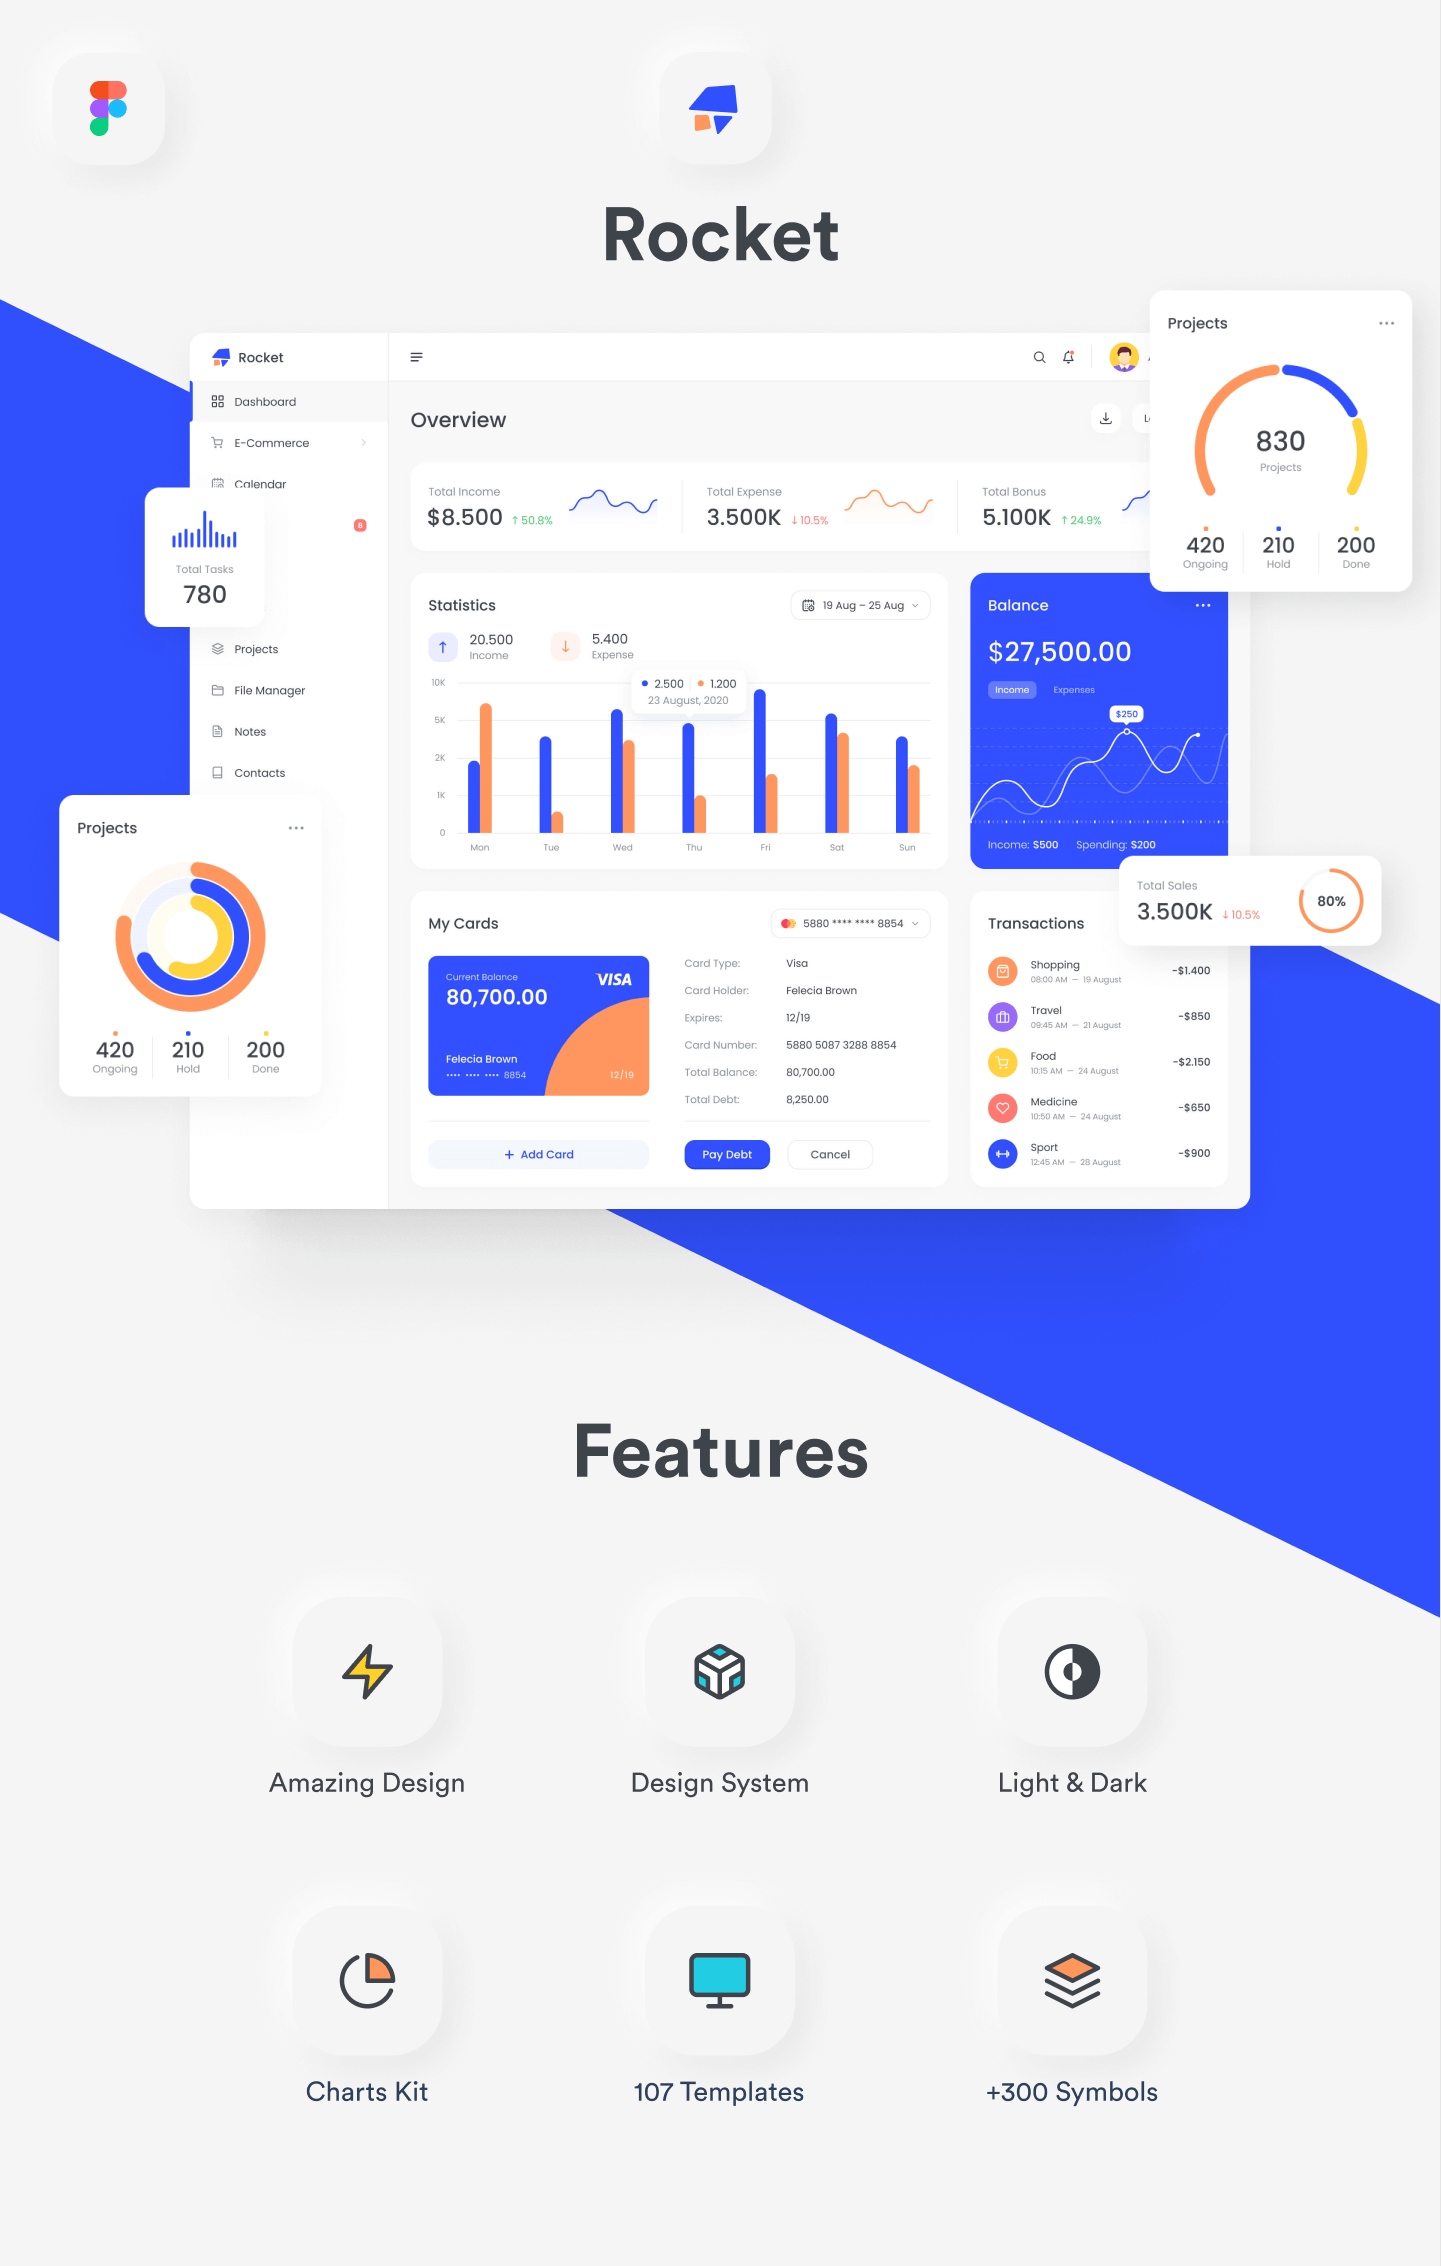 Rocket
Rocket
Dashboard
E-Commerce
Calendar
8
Total Tasks
780
Projects
File Manager
Notes
Contacts
Projects
420
Ongoing
210
Hold
200
Done
Overview
Total Income
$8.500 ↑ 50.8%
Total Expense
3.500K ↓ 10.5%
Total Bonus
5.100K ↑ 24.9%
Projects
830
Projects
420
Ongoing
210
Hold
200
Done
Statistics
19 Aug – 25 Aug
20.500
Income
5.400
Expense
2.500 1.200
23 August, 2020
10K
5K
2K
1K
0
Mon Tue Wed Thu Fri Sat Sun
Balance
$27,500.00
Income Expenses
$250
Income: $500 Spending: $200
Total Sales
3.500K ↓ 10.5%
80%
My Cards
5880 **** **** 8854
Current Balance
VISA
80,700.00
Felecia Brown
•••• •••• •••• 8854
12/19
+ Add Card
Card Type: Visa
Card Holder: Felecia Brown
Expires: 12/19
Card Number: 5880 5087 3288 8854
Total Balance: 80,700.00
Total Debt: 8,250.00
Pay Debt Cancel
Transactions
Shopping
08:00 AM — 19 August
-$1.400
Travel
09:45 AM — 21 August
-$850
Food
10:15 AM — 24 August
-$2.150
Medicine
10:50 AM — 24 August
-$650
Sport
12:45 AM — 28 August
-$900
Features
Amazing Design
Design System
Light & Dark
Charts Kit
107 Templates
+300 Symbols